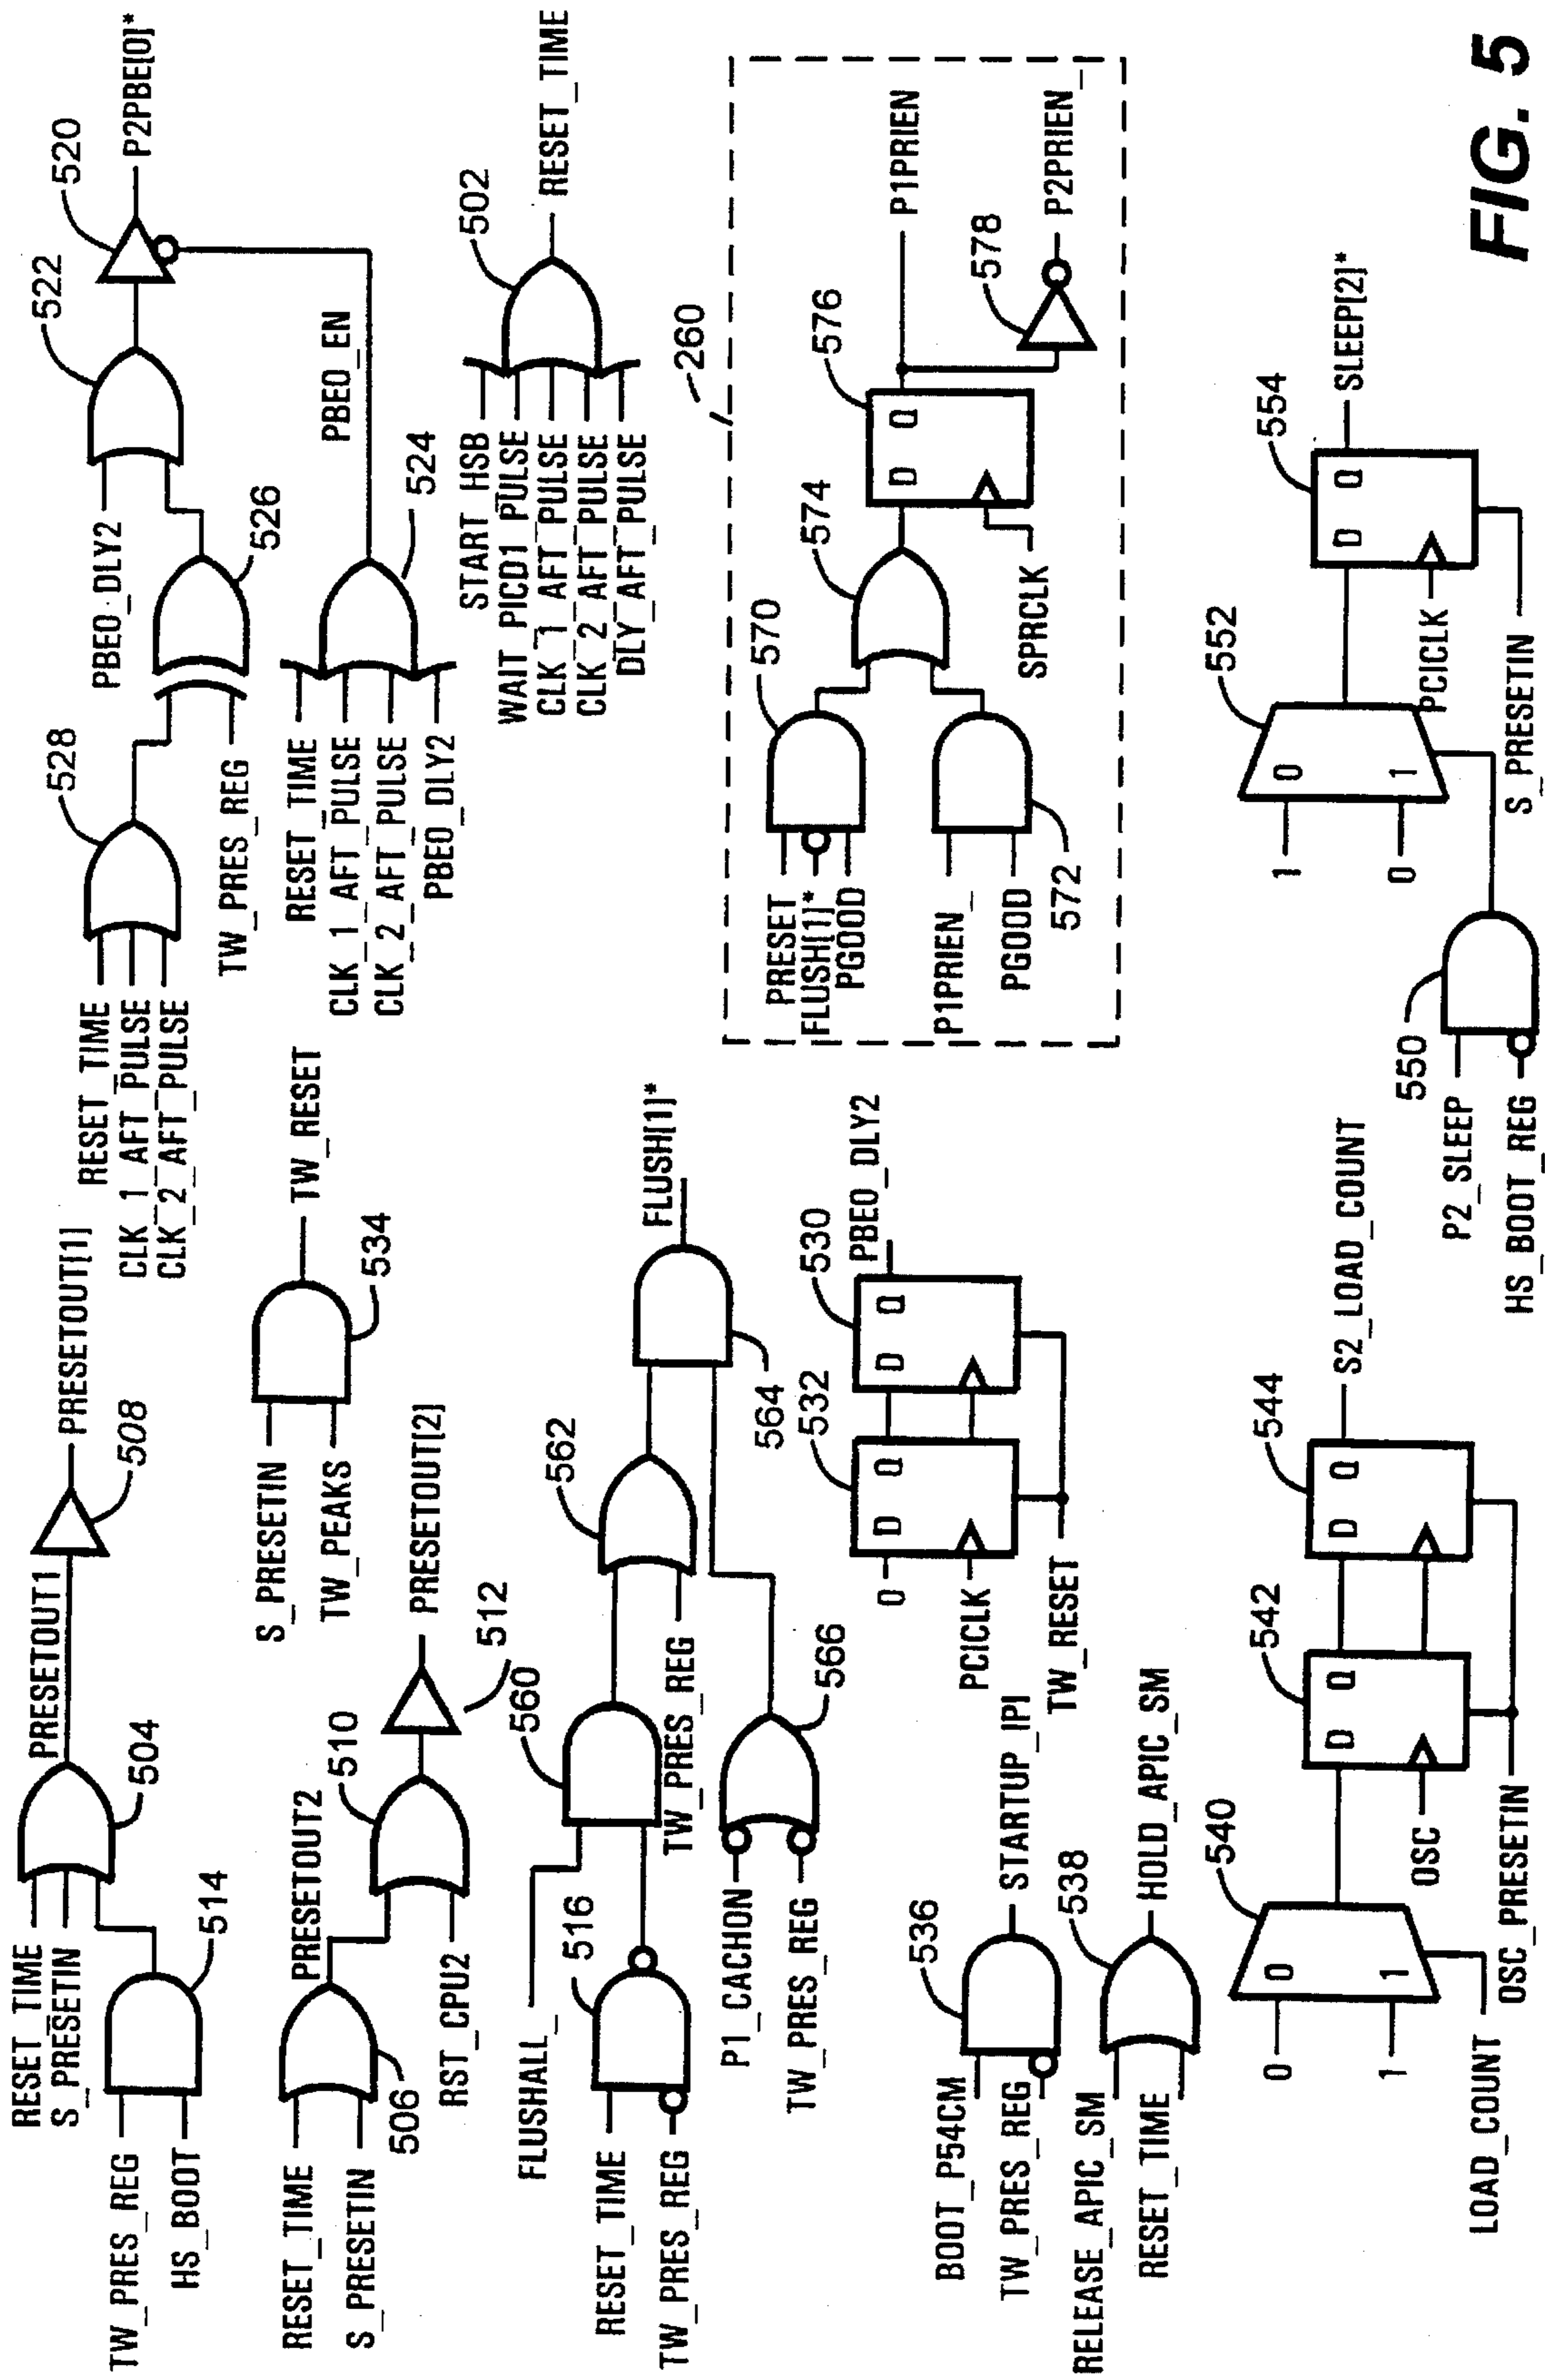 RESET_TIME
S_PRESETIN
TW_PRES_REG
HS_BOOT
514
504
PRESETOUT1
508
PRESETOUT[1]
RESET_TIME
S_PRESETIN
506
PRESETOUT2
RST_CPU2
510
512
PRESETOUT[2]
S_PRESETIN
TW_PEAKS
534
TW_RESET
RESET_TIME
CLK_1_AFT_PULSE
CLK_2_AFT_PULSE
528
TW_PRES_REG
526
PBEO_DLY2
522
520
P2PBE[0]*
RESET_TIME
CLK_1_AFT_PULSE
CLK_2_AFT_PULSE
PBEO_DLY2
524
PBEO_EN
START_HSB
WAIT_PICD1_PULSE
CLK_1_AFT_PULSE
CLK_2_AFT_PULSE
DLY_AFT_PULSE
502
RESET_TIME
FLUSHALL_
RESET_TIME
TW_PRES_REG
516
560
TW_PRES_REG
562
P1_CACHON
TW_PRES_REG
566
564
FLUSH[1]*
0
PCICLK
TW_RESET
D
Q
532
D
Q
530
PBEO_DLY2
260
PRESET
FLUSH[1]*
PGOOD
570
P1PRIEN_
PGOOD
572
574
SPRCLK
D
Q
576
P1PRIEN
578
P2PRIEN_
BOOT_P54CM
TW_PRES_REG
536
STARTUP_IPI
RELEASE_APIC_SM
RESET_TIME
538
HOLD_APIC_SM
0
0
1
1
LOAD_COUNT
540
OSC
OSC_PRESETIN
D
Q
542
D
Q
544
S2_LOAD_COUNT
P2_SLEEP
HS_BOOT_REG
550
1
0
0
1
552
PCICLK
S_PRESETIN
D
Q
554
SLEEP[2]*
FIG. 5